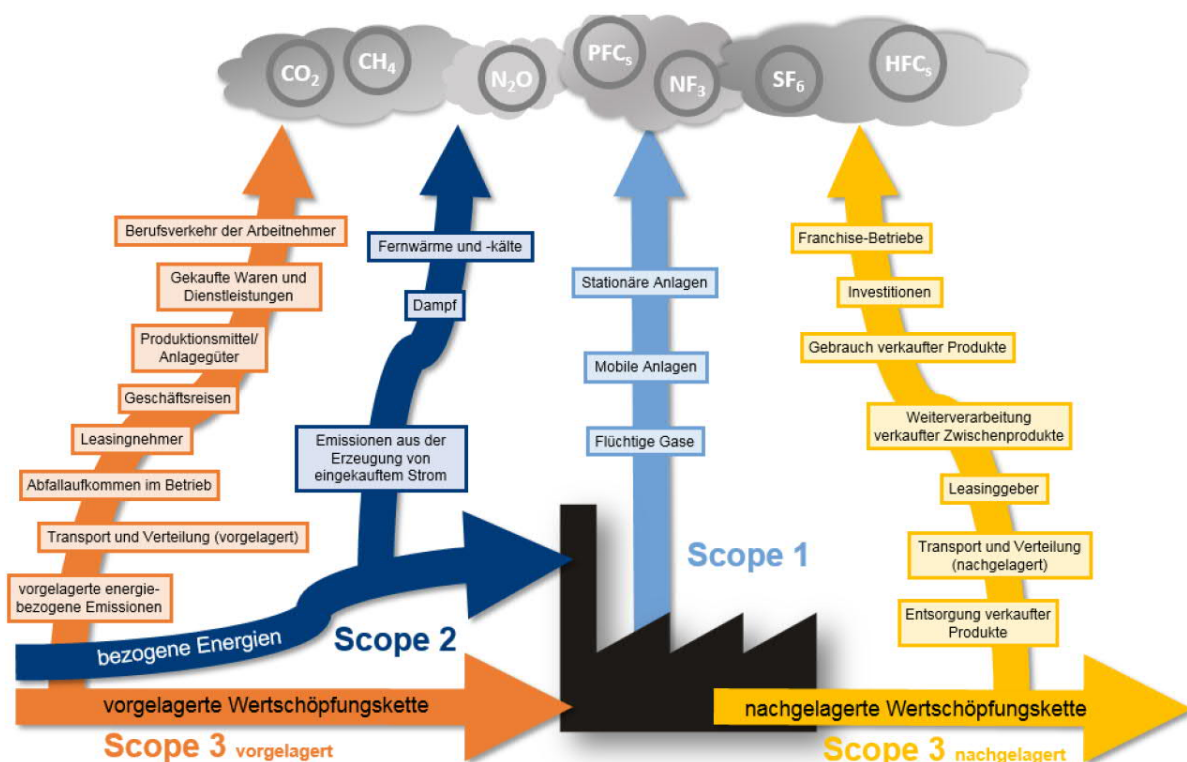 CO₂
CH₄
N₂O
PFCₛ
NF₃
SF₆
HFCₛ
Berufsverkehr der Arbeitnehmer
Gekaufte Waren und
Dienstleistungen
Produktionsmittel/
Anlagegüter
Geschäftsreisen
Leasingnehmer
Abfallaufkommen im Betrieb
Transport und Verteilung (vorgelagert)
vorgelagerte energie-
bezogene Emissionen
Fernwärme und -kälte
Dampf
Emissionen aus der
Erzeugung von
eingekauftem Strom
bezogene Energien
Scope 2
Stationäre Anlagen
Mobile Anlagen
Flüchtige Gase
Scope 1
Franchise-Betriebe
Investitionen
Gebrauch verkaufter Produkte
Weiterverarbeitung
verkaufter Zwischenprodukte
Leasinggeber
Transport und Verteilung
(nachgelagert)
Entsorgung verkaufter
Produkte
vorgelagerte Wertschöpfungskette
Scope 3 vorgelagert
nachgelagerte Wertschöpfungskette
Scope 3 nachgelagert